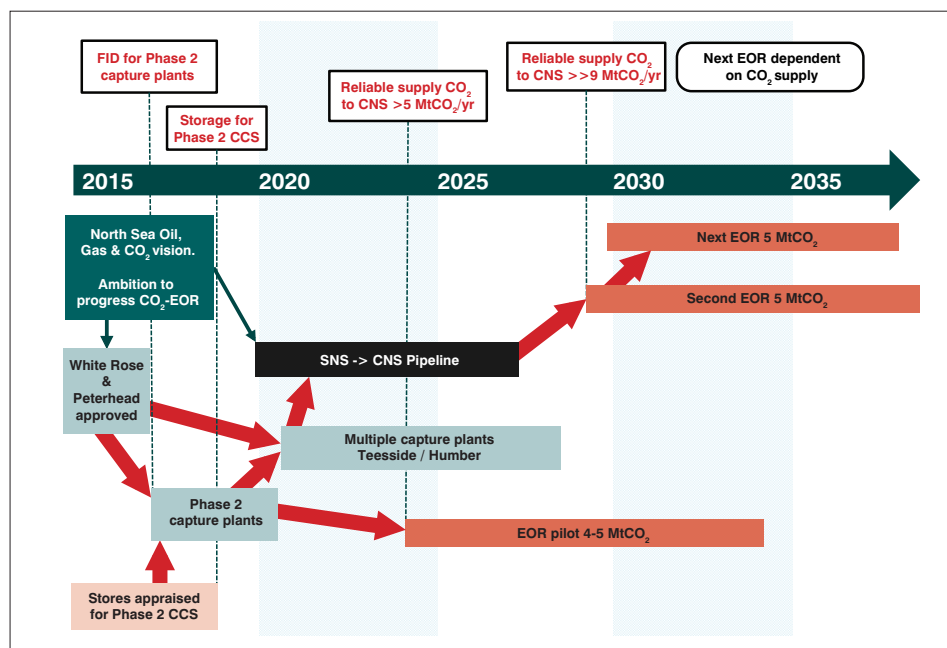 FID for Phase 2
capture plants
Storage for
Phase 2 CCS
Reliable supply CO₂
to CNS >5 MtCO₂/yr
Reliable supply CO₂
to CNS >>9 MtCO₂/yr
Next EOR dependent
on CO₂ supply
2015 2020 2025 2030 2035
North Sea Oil,
Gas & CO₂ vision.
Ambition to
progress CO₂-EOR
Next EOR 5 MtCO₂
Second EOR 5 MtCO₂
SNS -> CNS Pipeline
White Rose
&
Peterhead
approved
Multiple capture plants
Teesside / Humber
Phase 2
capture plants
EOR pilot 4-5 MtCO₂
Stores appraised
for Phase 2 CCS